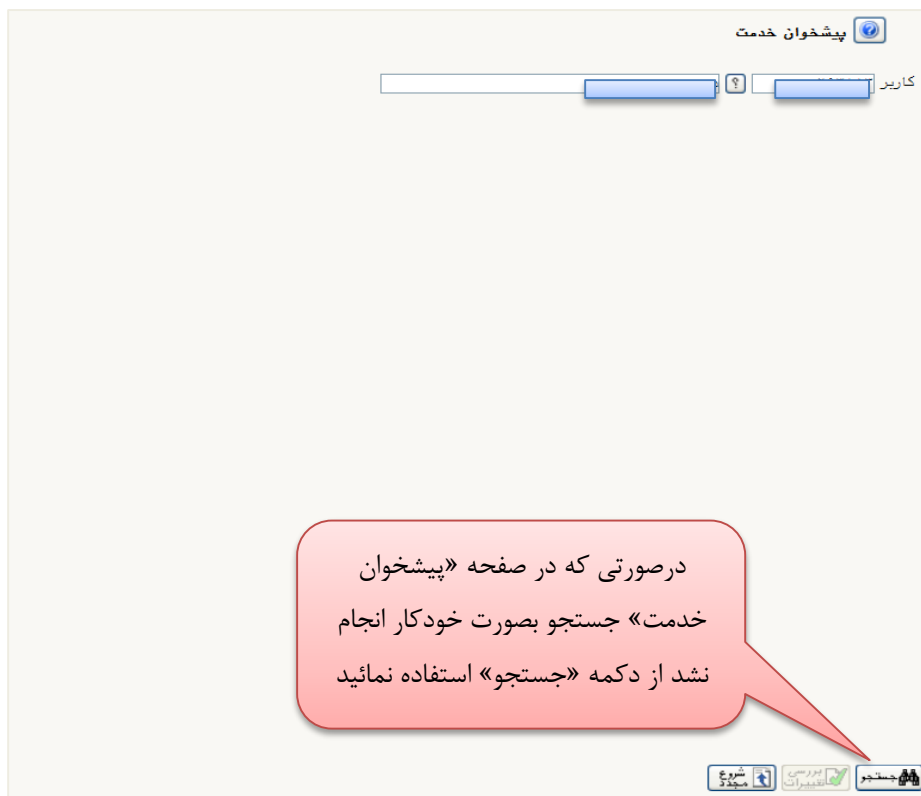 پیشخوان خدمت
کاربر
درصورتی که در صفحه «پیشخوان
خدمت» جستجو بصورت خودکار انجام
نشد از دکمه «جستجو» استفاده نمائید
جستجو بررسی تغییرات شروع مجدد